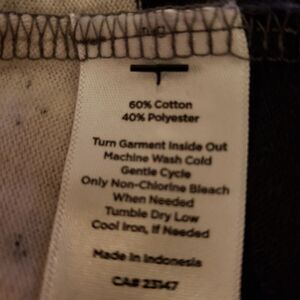 60% Cotton
40% Polyester
Turn Garment Inside Out
Machine Wash Cold
Gentle Cycle
Only Non-Chlorine Bleach
When Needed
Tumble Dry Low
Cool Iron, If Needed
Made in Indonesia
CA# 23147